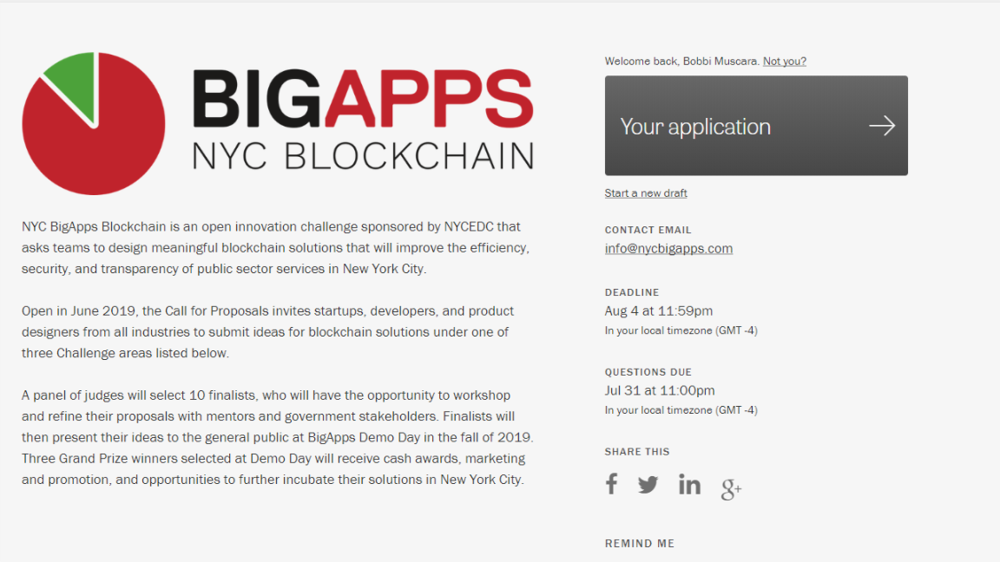 BIGAPPS
NYC BLOCKCHAIN
NYC BigApps Blockchain is an open innovation challenge sponsored by NYCEDC that
asks teams to design meaningful blockchain solutions that will improve the efficiency,
security, and transparency of public sector services in New York City.
Open in June 2019, the Call for Proposals invites startups, developers, and product
designers from all industries to submit ideas for blockchain solutions under one of
three Challenge areas listed below.
A panel of judges will select 10 finalists, who will have the opportunity to workshop
and refine their proposals with mentors and government stakeholders. Finalists will
then present their ideas to the general public at BigApps Demo Day in the fall of 2019.
Three Grand Prize winners selected at Demo Day will receive cash awards, marketing
and promotion, and opportunities to further incubate their solutions in New York City.
Welcome back, Bobbi Muscara. Not you?
Your application
Start a new draft
CONTACT EMAIL
info@nycbigapps.com
DEADLINE
Aug 4 at 11:59pm
In your local timezone (GMT -4)
QUESTIONS DUE
Jul 31 at 11:00pm
In your local timezone (GMT -4)
SHARE THIS
REMIND ME